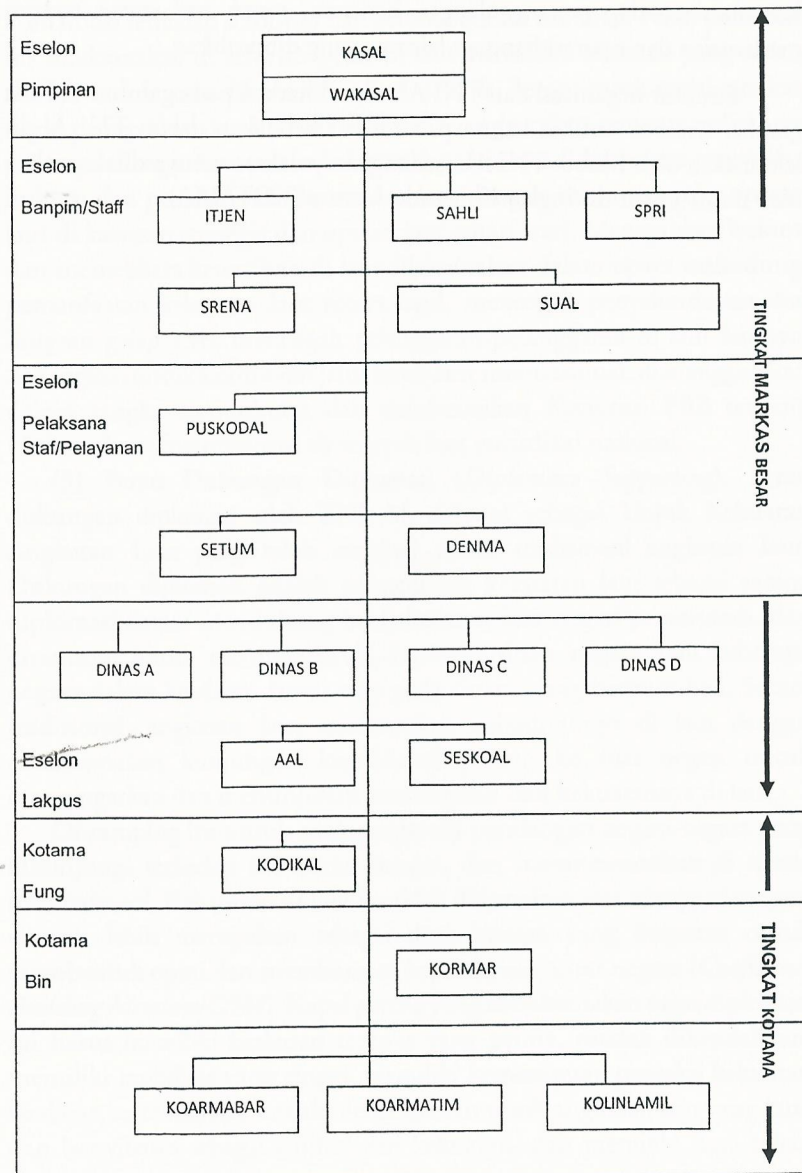 Eselon
Pimpinan
KASAL
WAKASAL
Eselon
Banpim/Staff
ITJEN
SAHLI
SPRI
SRENA
SUAL
TINGKAT MARKAS BESAR
Eselon
Pelaksana
Staf/Pelayanan
PUSKODAL
SETUM
DENMA
DINAS A
DINAS B
DINAS C
DINAS D
Eselon
Lakpus
AAL
SESKOAL
Kotama
Fung
KODIKAL
Kotama
Bin
KORMAR
TINGKAT KOTAMA
KOARMABAR
KOARMATIM
KOLINLAMIL